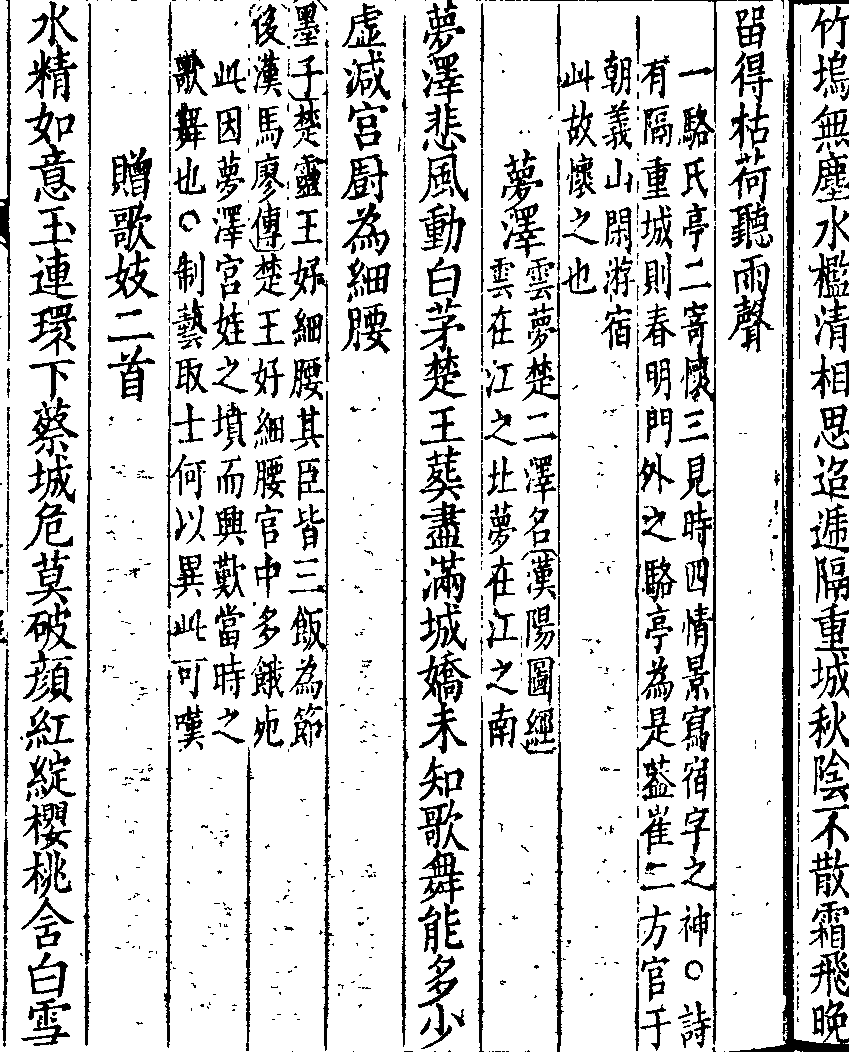 竹塢無塵水檻清相思迢遞隔重城秋陰不散霜飛晚
畱得枯荷聽雨聲
一駱氏亭二寄懷三見時四情景寫宿字之神○詩
有隔重城則春明門外之駱亭為是葢崔二方官于
朝義山閑游宿
此故懷之也
夢澤
雲夢楚二澤名漢陽圖經
雲在江之北夢在江之南
夢澤悲風動白茅楚王葬盡滿城嬌未知歌舞能多少
虛減宮厨為細腰
墨子楚靈王好細腰其臣皆三飯為節
後漢馬廖傳楚王好細腰宮中多餓死
此因夢澤宮娃之墳而興歎當時之
歌舞也○制藝取士何以異此可嘆
贈歌妓二首
水精如意玉連環下蔡城危莫破顏紅綻櫻桃含白雪